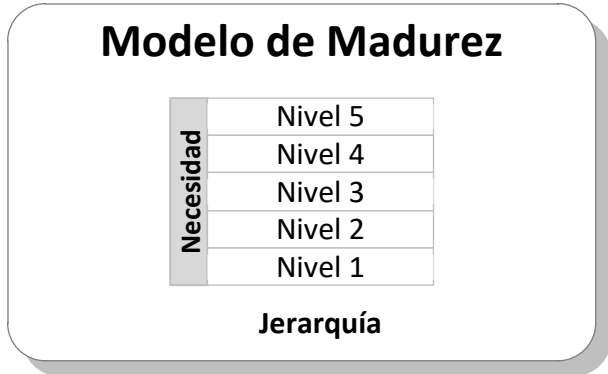 Modelo de Madurez
Necesidad
Nivel 5
Nivel 4
Nivel 3
Nivel 2
Nivel 1
Jerarquía